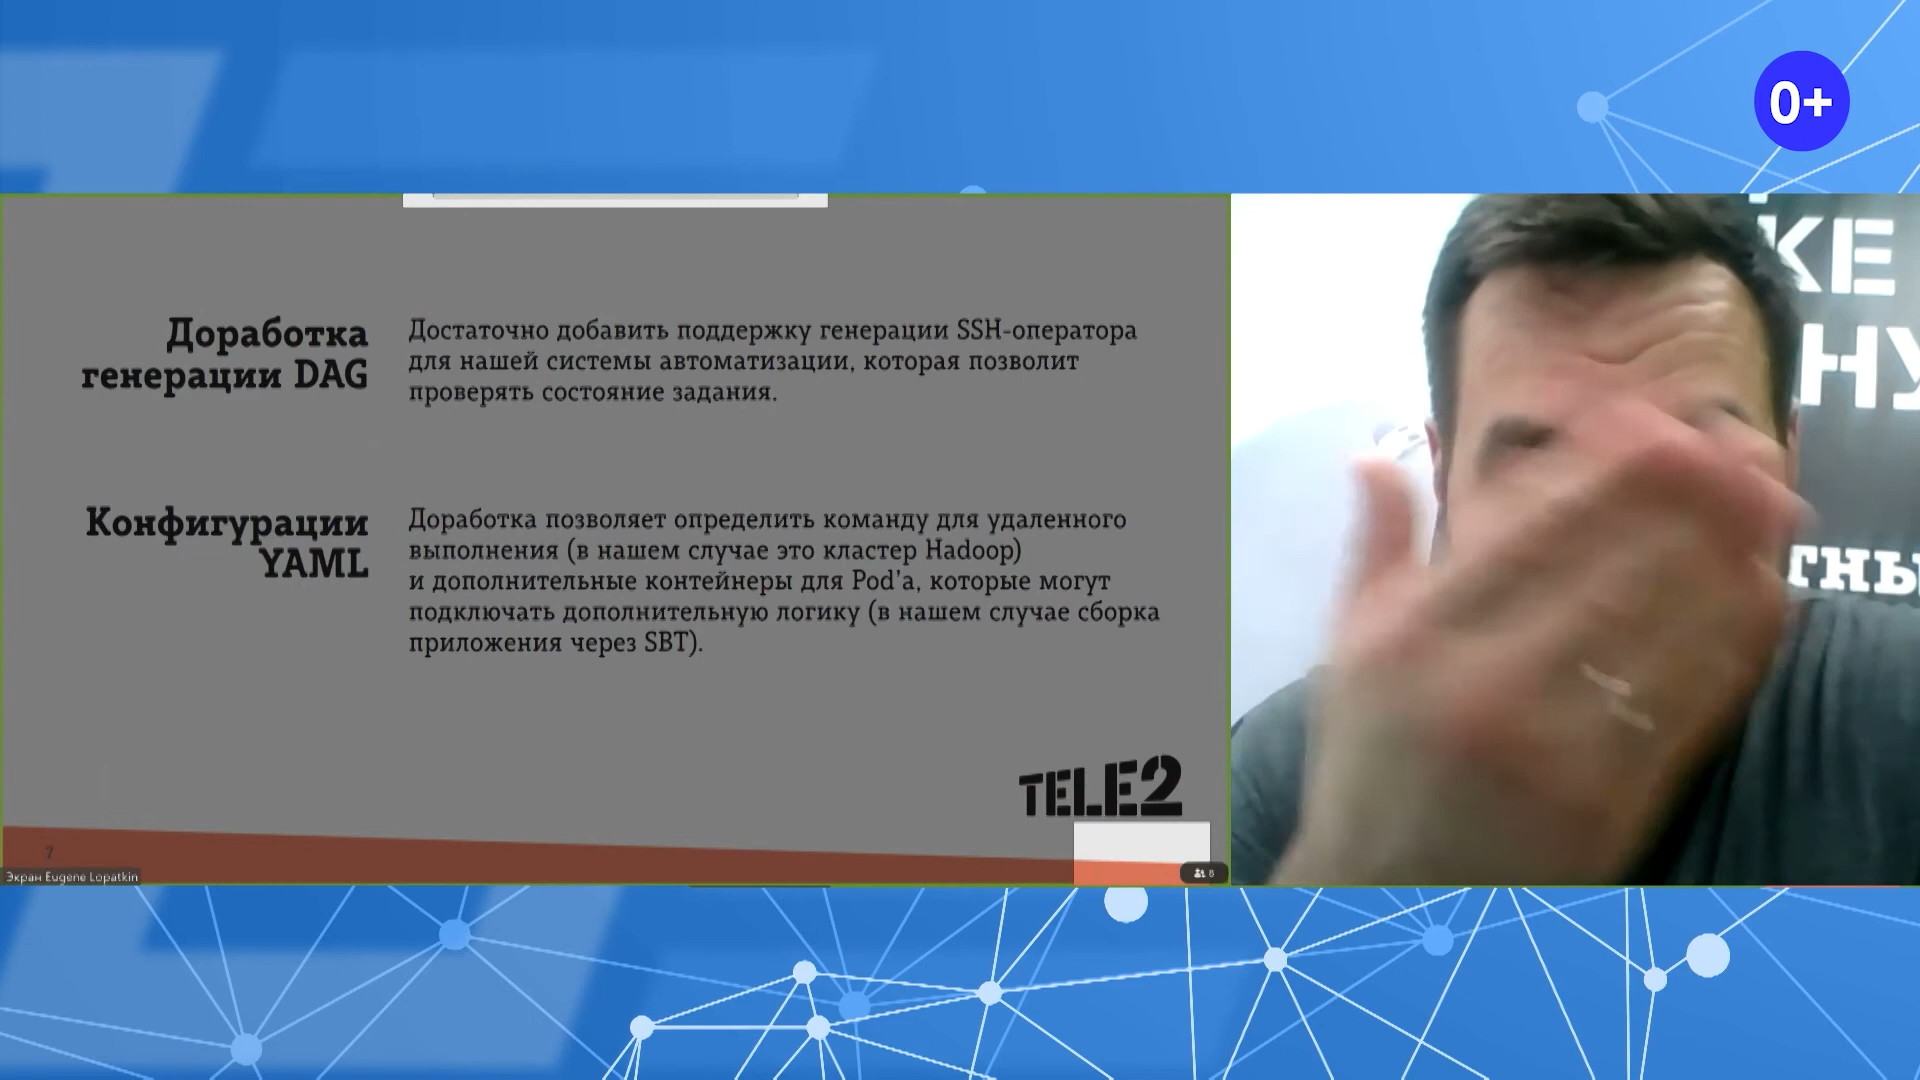 0+
Доработка
генерации DAG
Достаточно добавить поддержку генерации SSH-оператора
для нашей системы автоматизации, которая позволит
проверять состояние задания.
Конфигурации
YAML
Доработка позволяет определить команду для удаленного
выполнения (в нашем случае это кластер Hadoop)
и дополнительные контейнеры для Pod'а, которые могут
подключать дополнительную логику (в нашем случае сборка
приложения через SBT).
TELE2
7
Экран Eugene Lopatkin
8